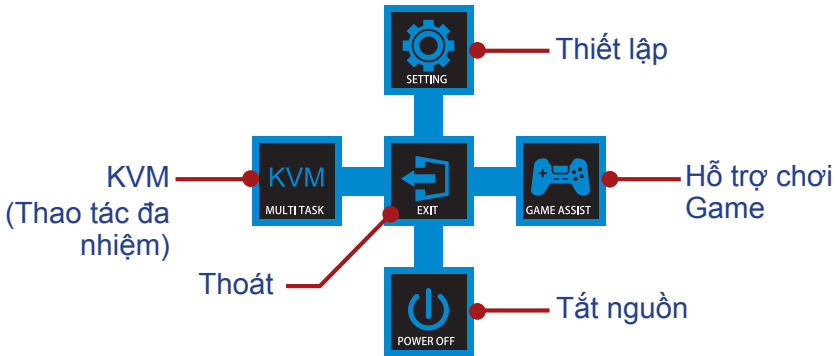 SETTING
Thiết lập
KVM
(Thao tác đa
nhiệm)
KVM
MULTI TASK
EXIT
GAME ASSIST
Hỗ trợ chơi
Game
Thoát
POWER OFF
Tắt nguồn